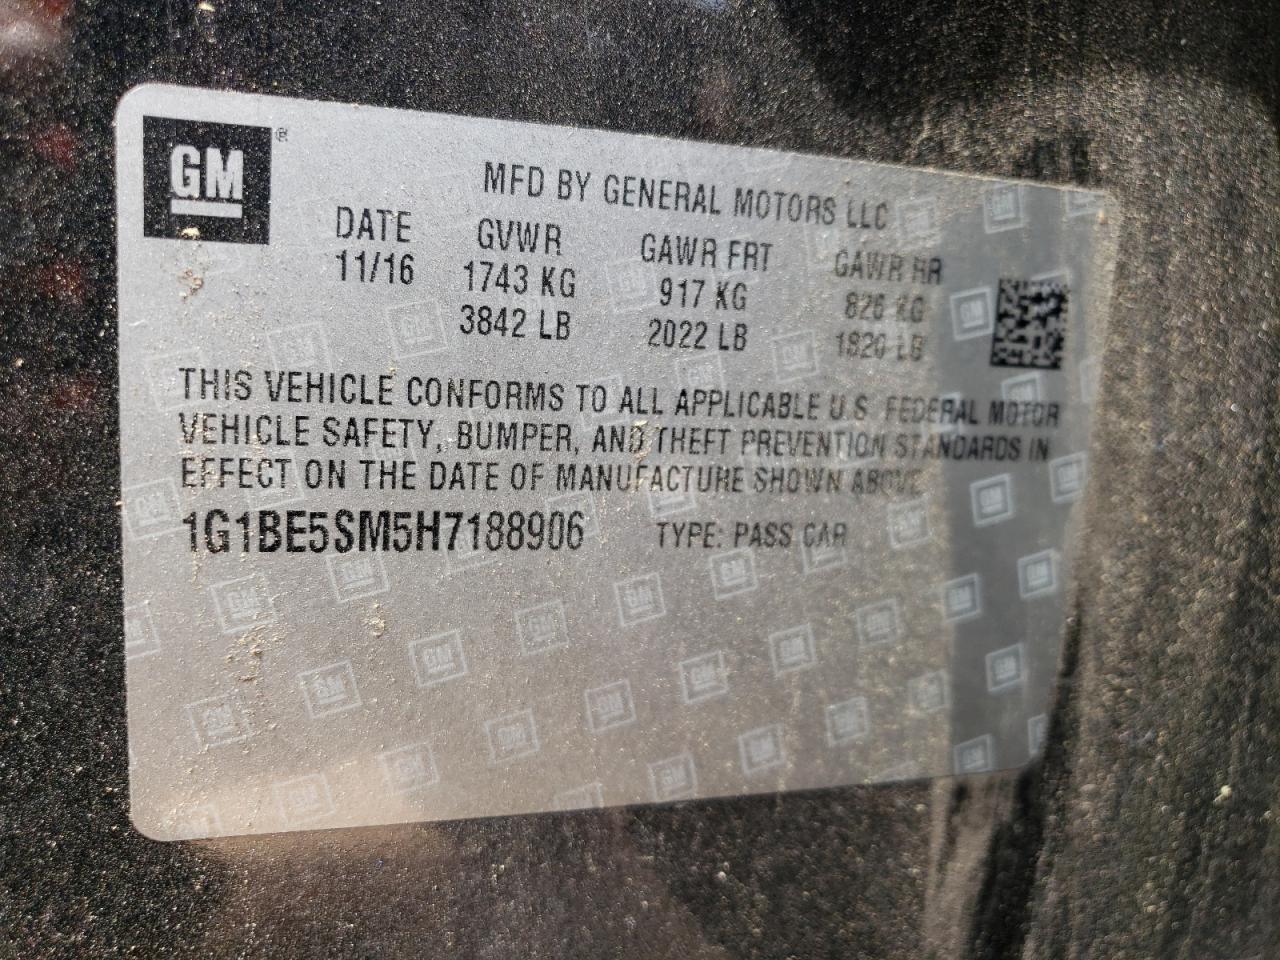 GM ®
MFD BY GENERAL MOTORS LLC
DATE GVWR GAWR FRT GAWR RR
11/16 1743 KG 917 KG 826 KG
3842 LB 2022 LB 1820 LB
THIS VEHICLE CONFORMS TO ALL APPLICABLE U.S. FEDERAL MOTOR
VEHICLE SAFETY, BUMPER, AND THEFT PREVENTION STANDARDS IN
EFFECT ON THE DATE OF MANUFACTURE SHOWN ABOVE.
1G1BE5SM5H7188906 TYPE: PASS CAR